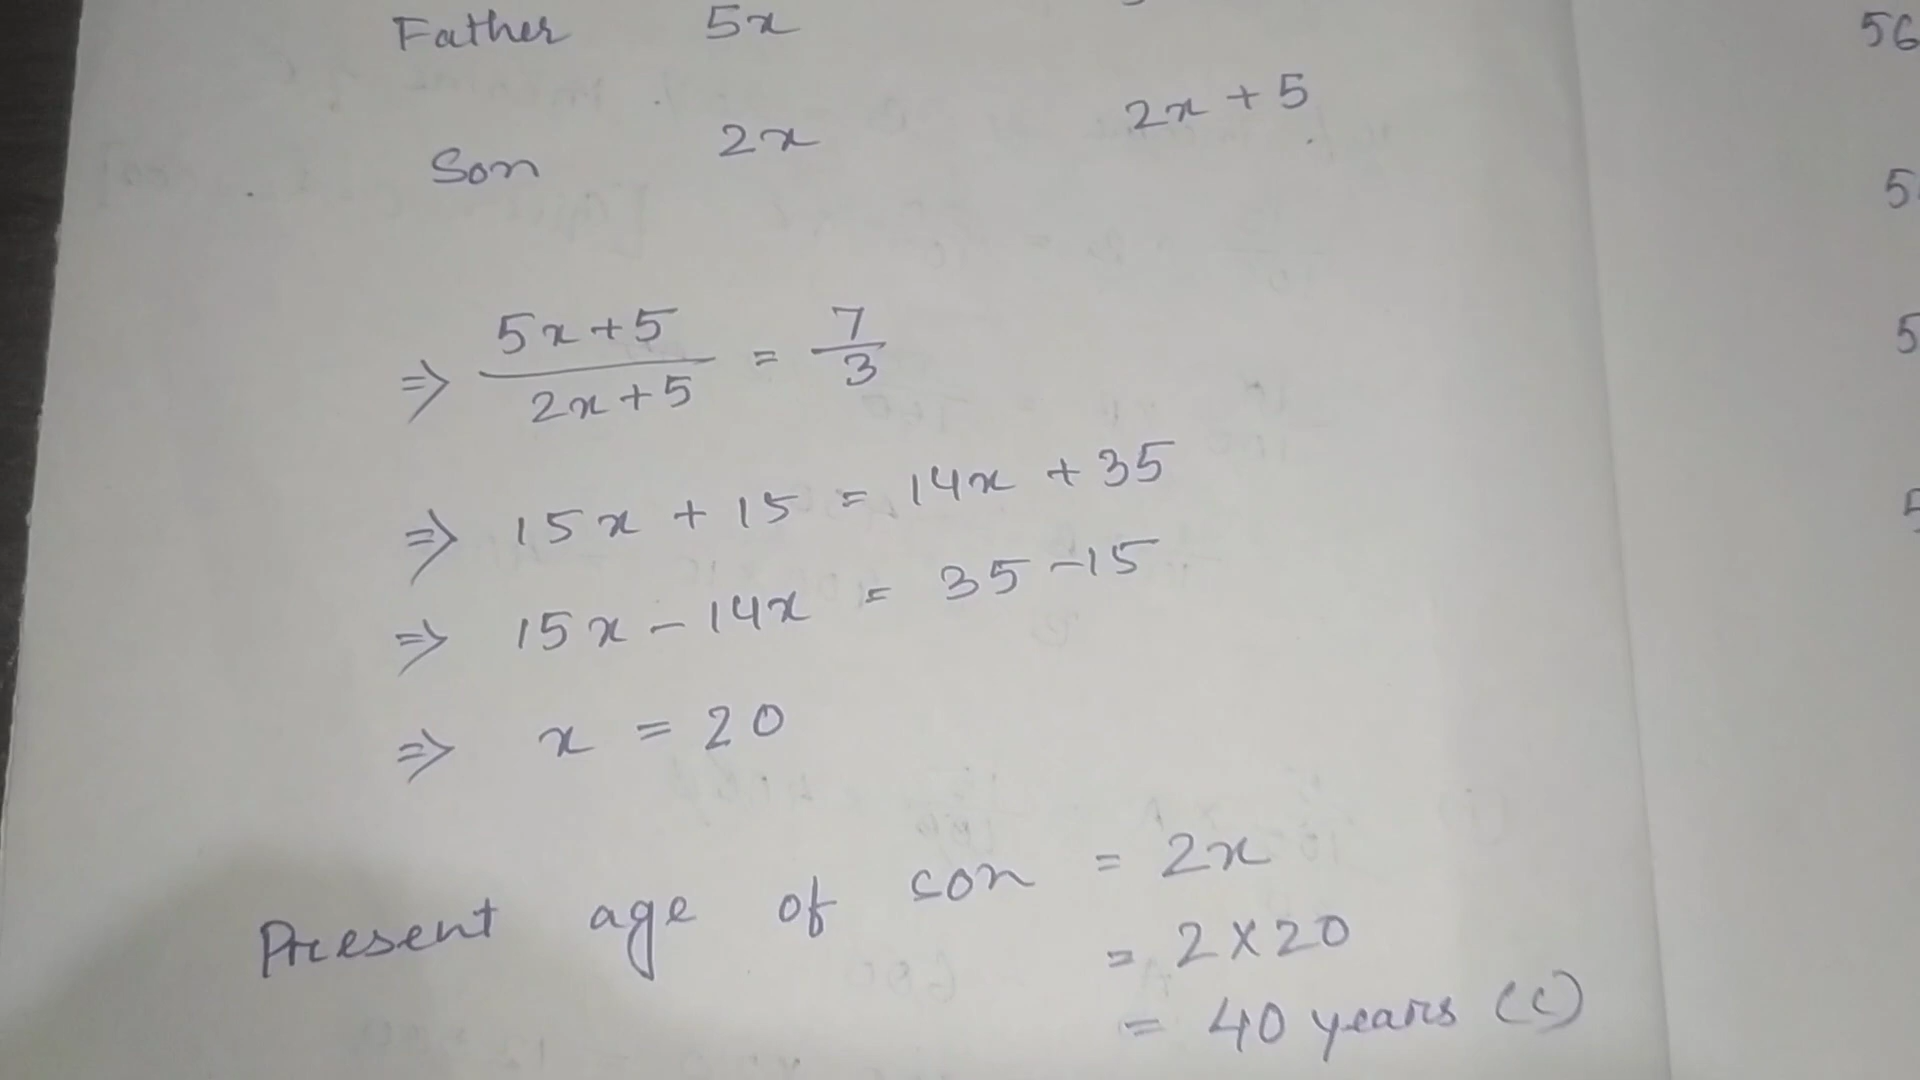 Father 5x
Son 2x 2x + 5
⇒ 5x+5 / 2x+5 = 7/3
⇒ 15x + 15 = 14x + 35
⇒ 15x - 14x = 35 - 15
⇒ x = 20
Present age of son = 2x
= 2×20
= 40 years (c)
56
5
5